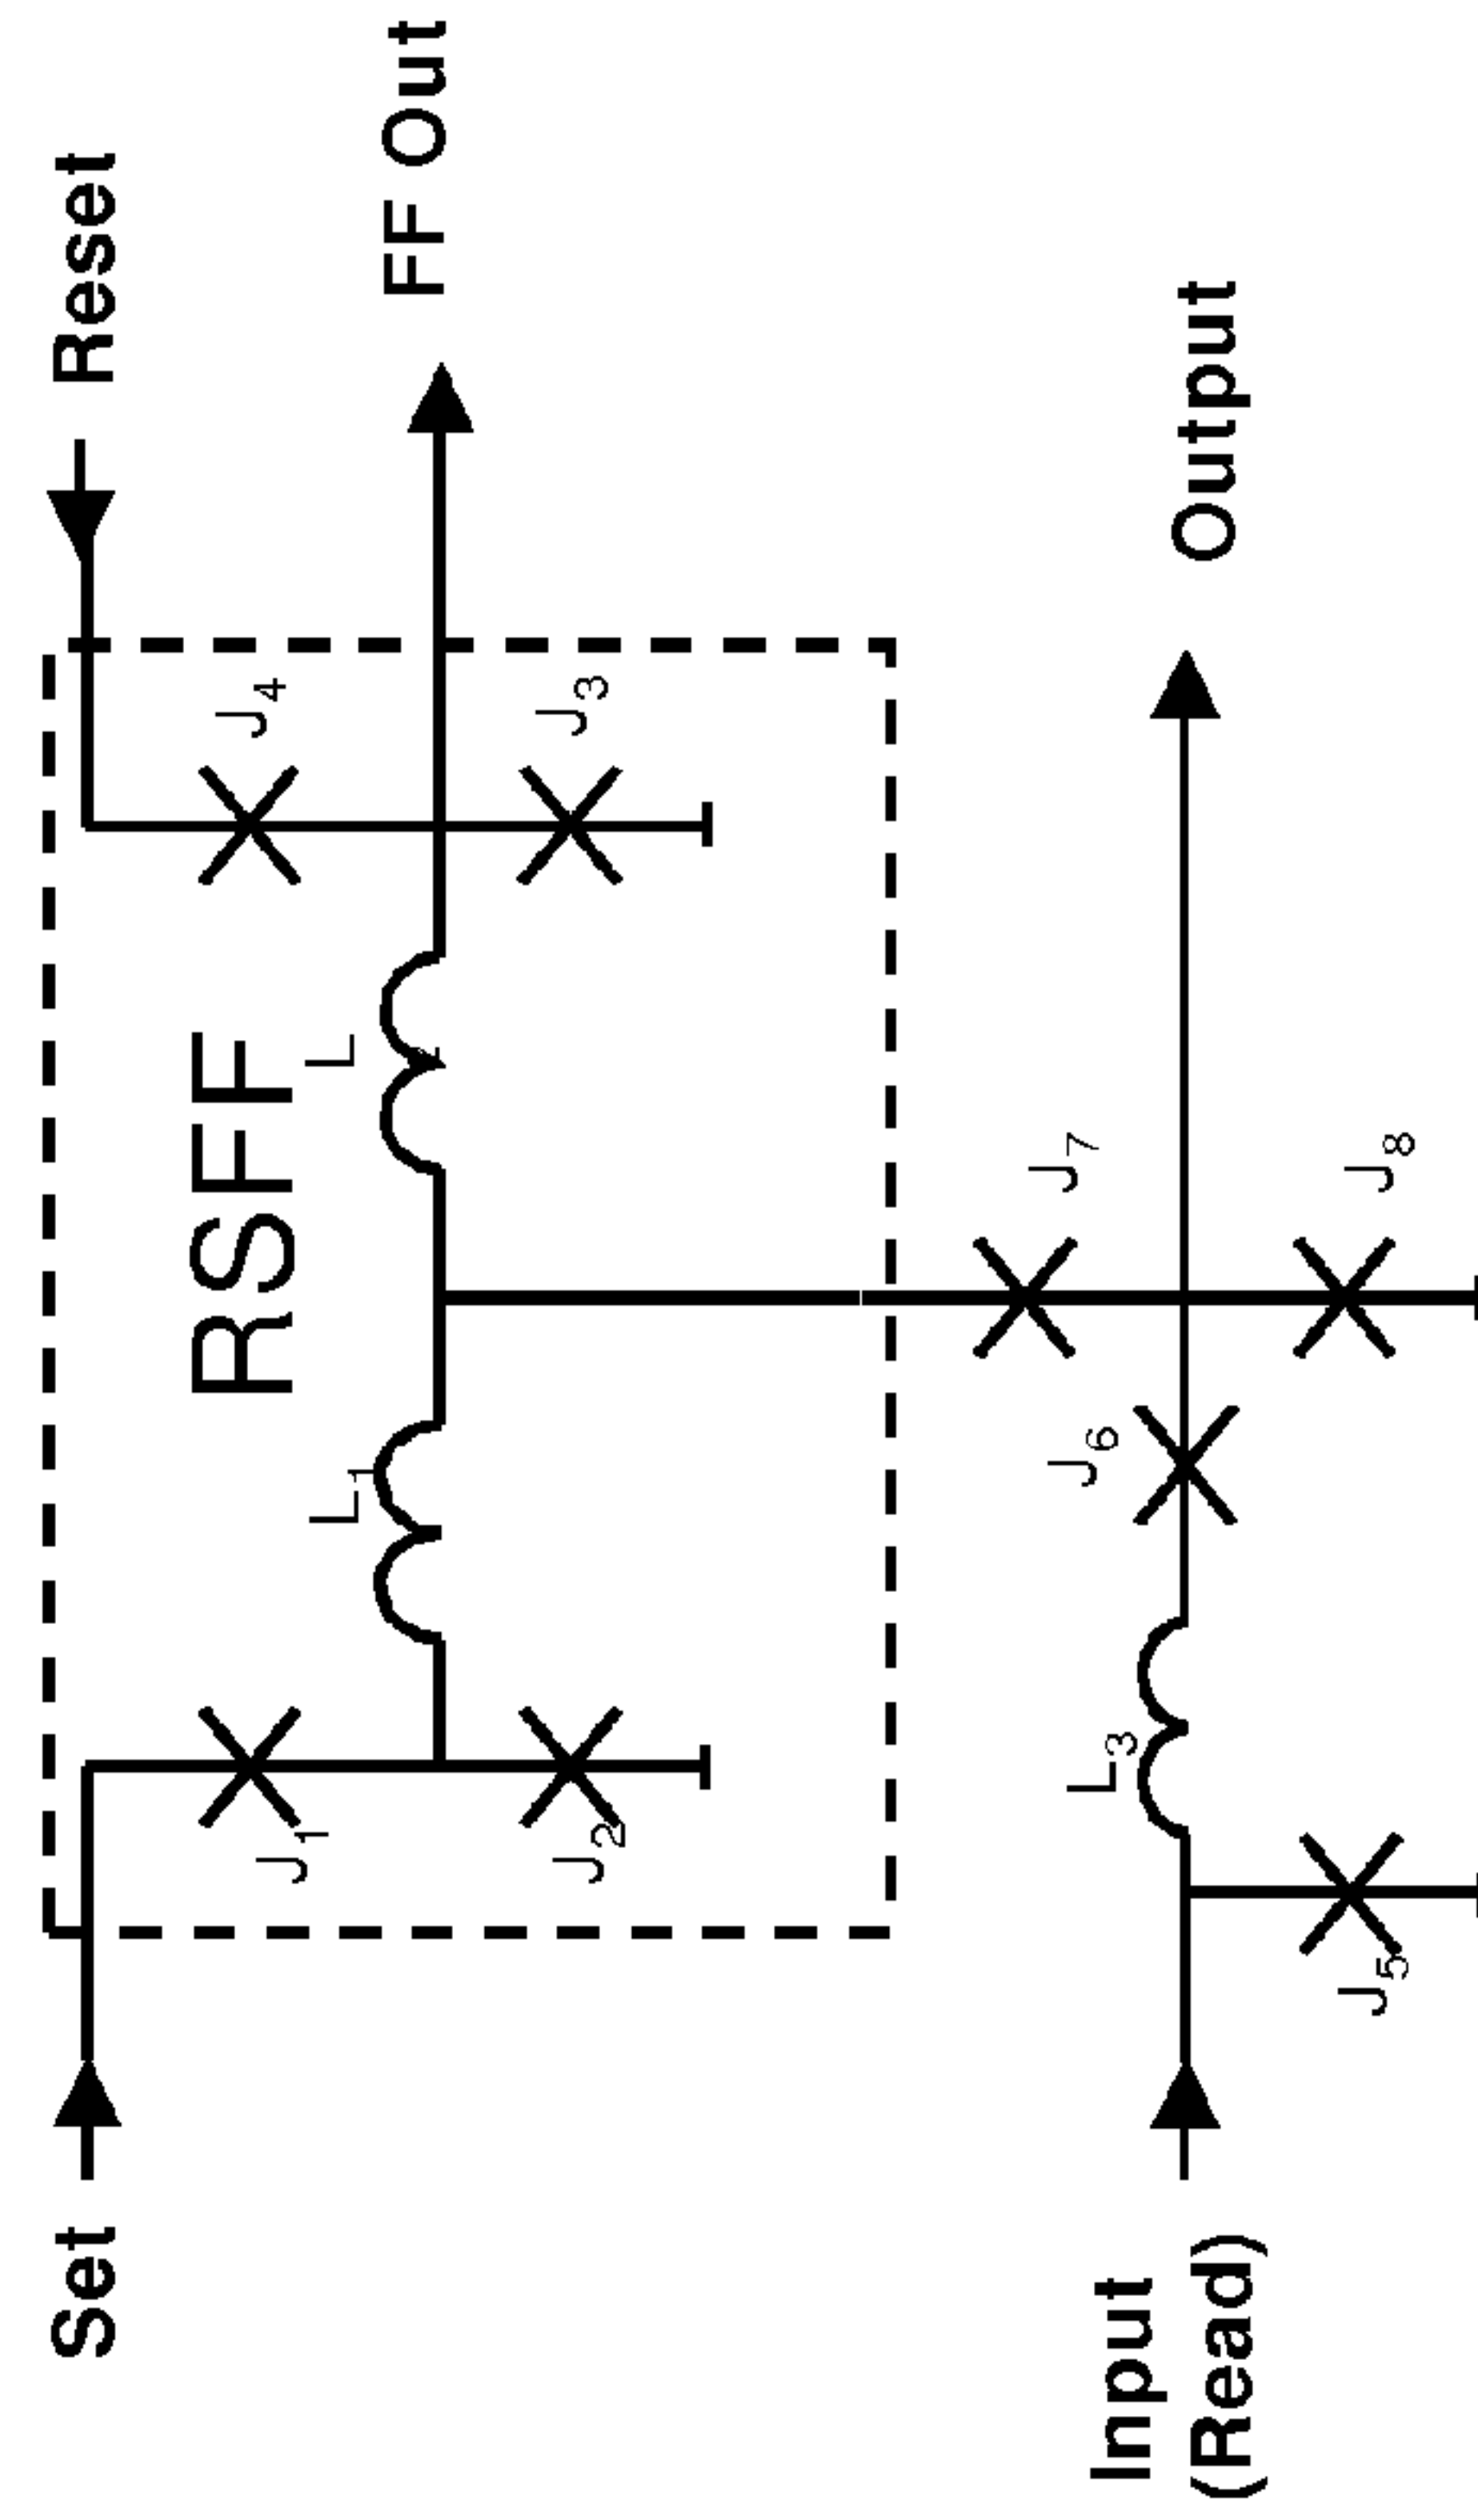 Set
Reset
RSFF
J₁
J₄
L₁
L
FF Out
J₂
J₃
J₇
J₆
L₃
Input
(Read)
Output
J₅
J₈